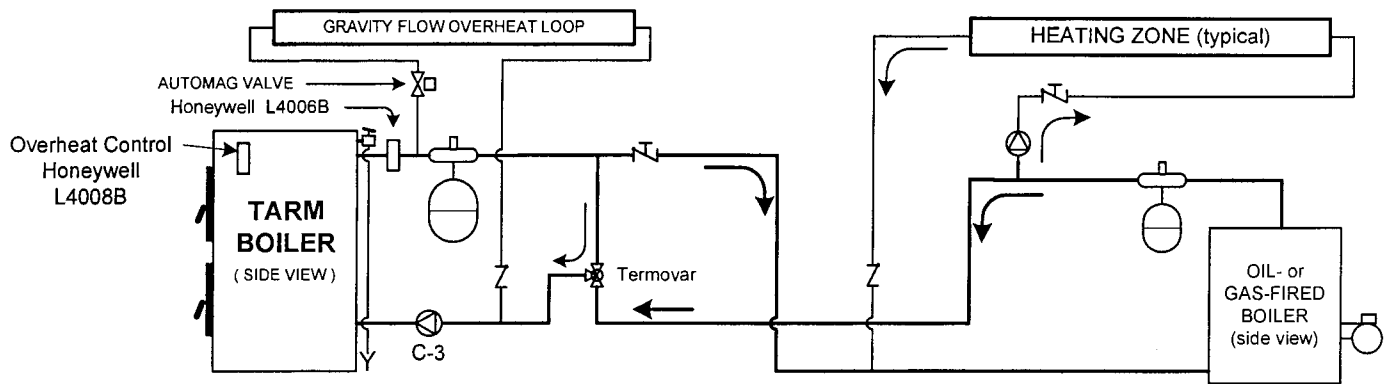 GRAVITY FLOW OVERHEAT LOOP
HEATING ZONE (typical)
AUTOMAG VALVE
Honeywell L4006B
Overheat Control
Honeywell
L4008B
TARM
BOILER
( SIDE VIEW )
Termovar
C-3
OIL- or
GAS-FIRED
BOILER
(side view)